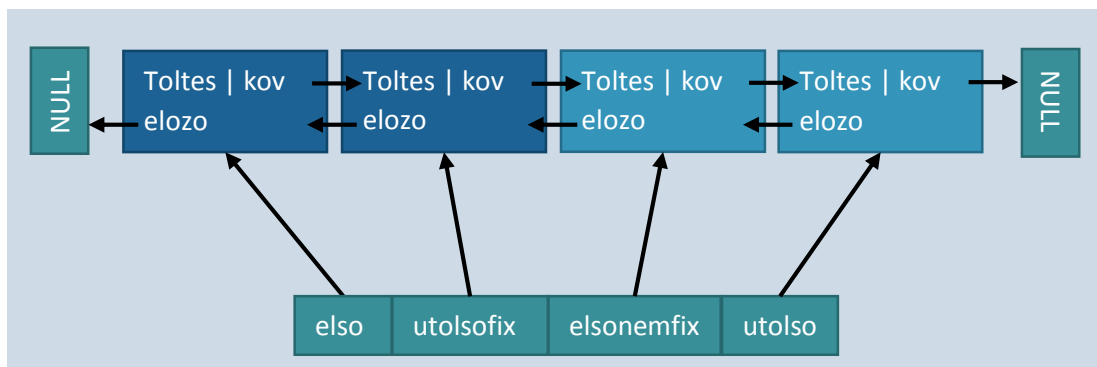 NULL
Toltes | kov
elozo
Toltes | kov
elozo
Toltes | kov
elozo
Toltes | kov
elozo
NULL
elso
utolsofix
elsonemfix
utolso